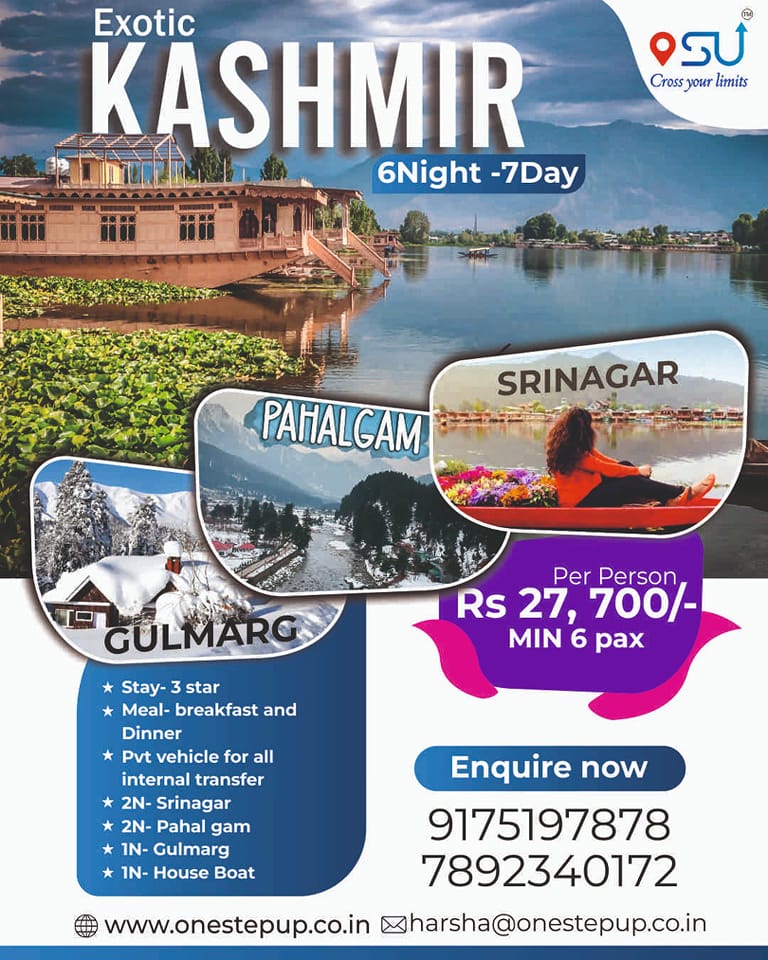 Exotic
KASHMIR
6Night -7Day
OSU
TM
Cross your limits
SRINAGAR
PAHALGAM
GULMARG
Per Person
Rs 27, 700/-
MIN 6 pax
Stay- 3 star
Meal- breakfast and
Dinner
Pvt vehicle for all
internal transfer
2N- Srinagar
2N- Pahal gam
1N- Gulmarg
1N- House Boat
Enquire now
9175197878
7892340172
www.onestepup.co.in harsha@onestepup.co.in